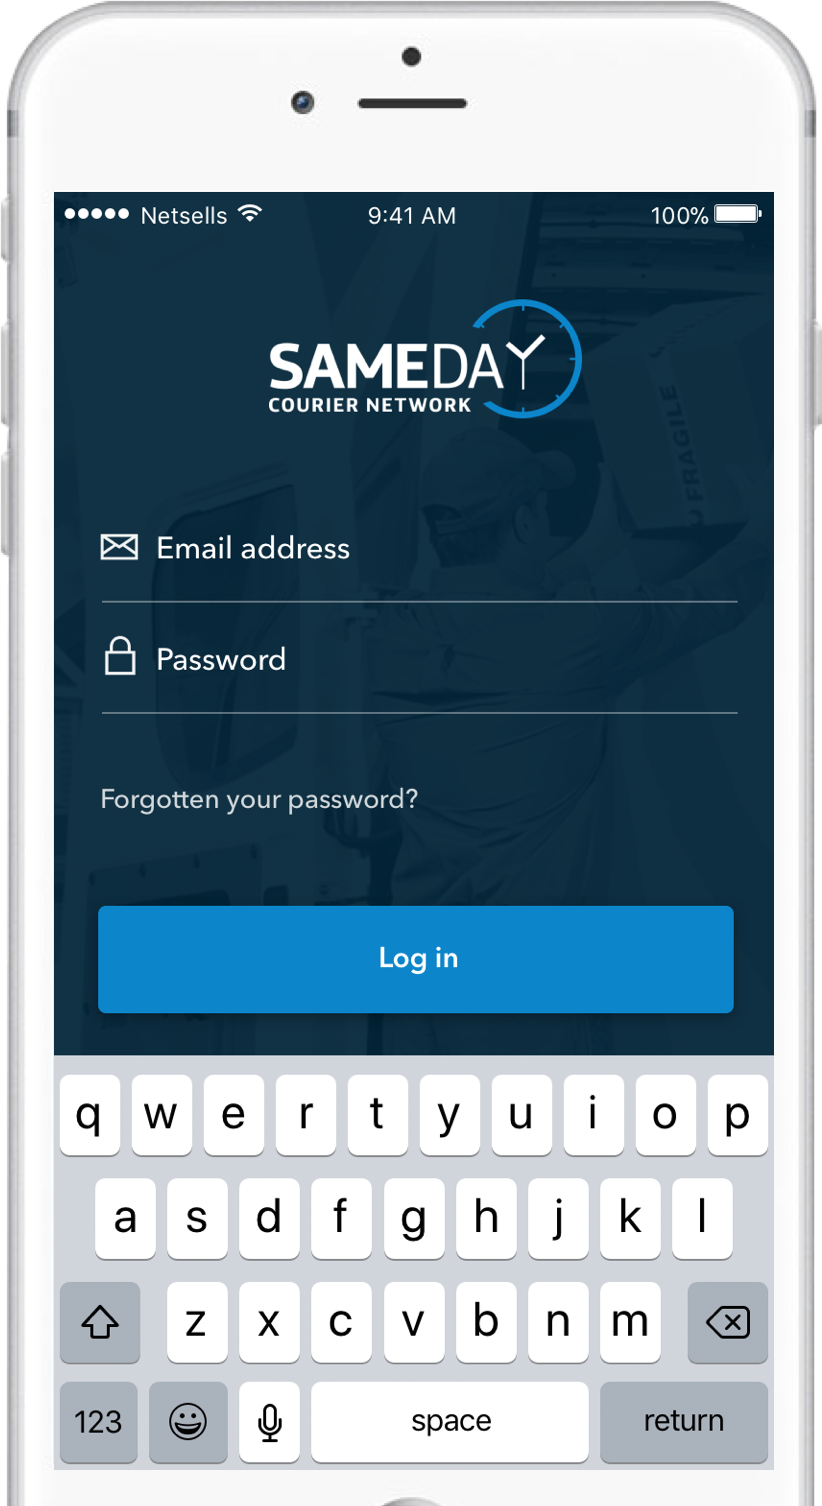 Netsells 9:41 AM 100%
SAMEDAY
COURIER NETWORK
FRAGILE
Email address
Password
Forgotten your password?
Log in
q w e r t y u i o p
a s d f g h j k l
z x c v b n m
123 space return